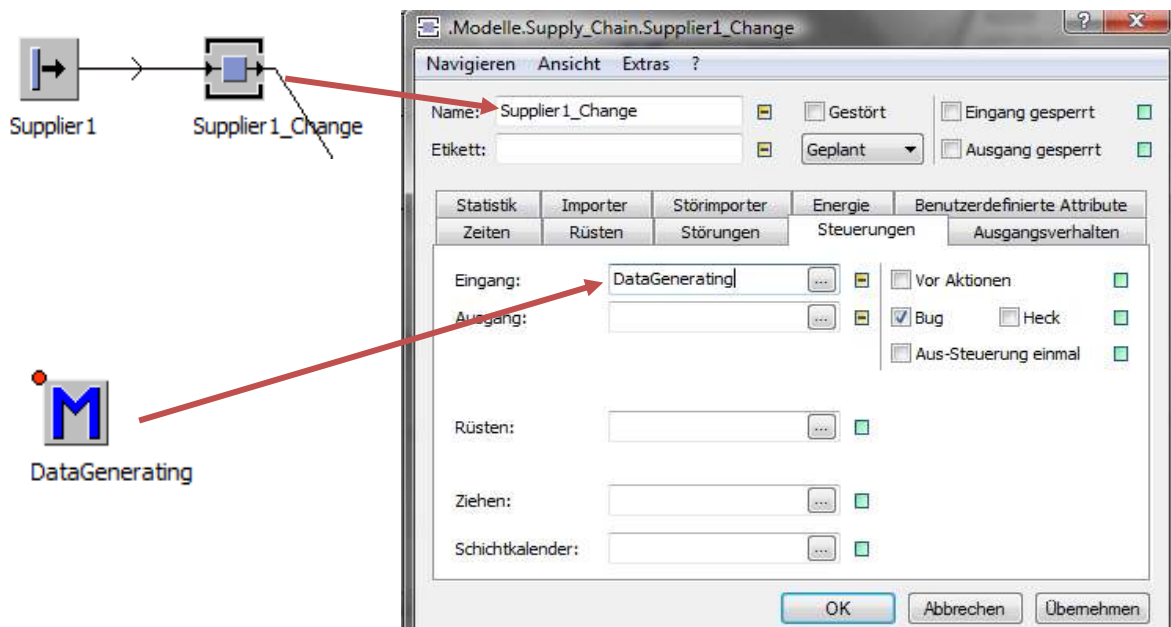 .Modelle.Supply_Chain.Supplier1_Change
Navigieren Ansicht Extras ?
Name: Supplier1_Change Gestört Eingang gesperrt
Etikett: Geplant Ausgang gesperrt
Statistik Importer Störimporter Energie Benutzerdefinierte Attribute
Zeiten Rüsten Störungen Steuerungen Ausgangsverhalten
Eingang: DataGenerating ... Vor Aktionen
Ausgang: ... Bug Heck
Aus-Steuerung einmal
Rüsten: ...
Ziehen: ...
Schichtkalender: ...
OK Abbrechen Übernehmen
Supplier1 Supplier1_Change
M
DataGenerating